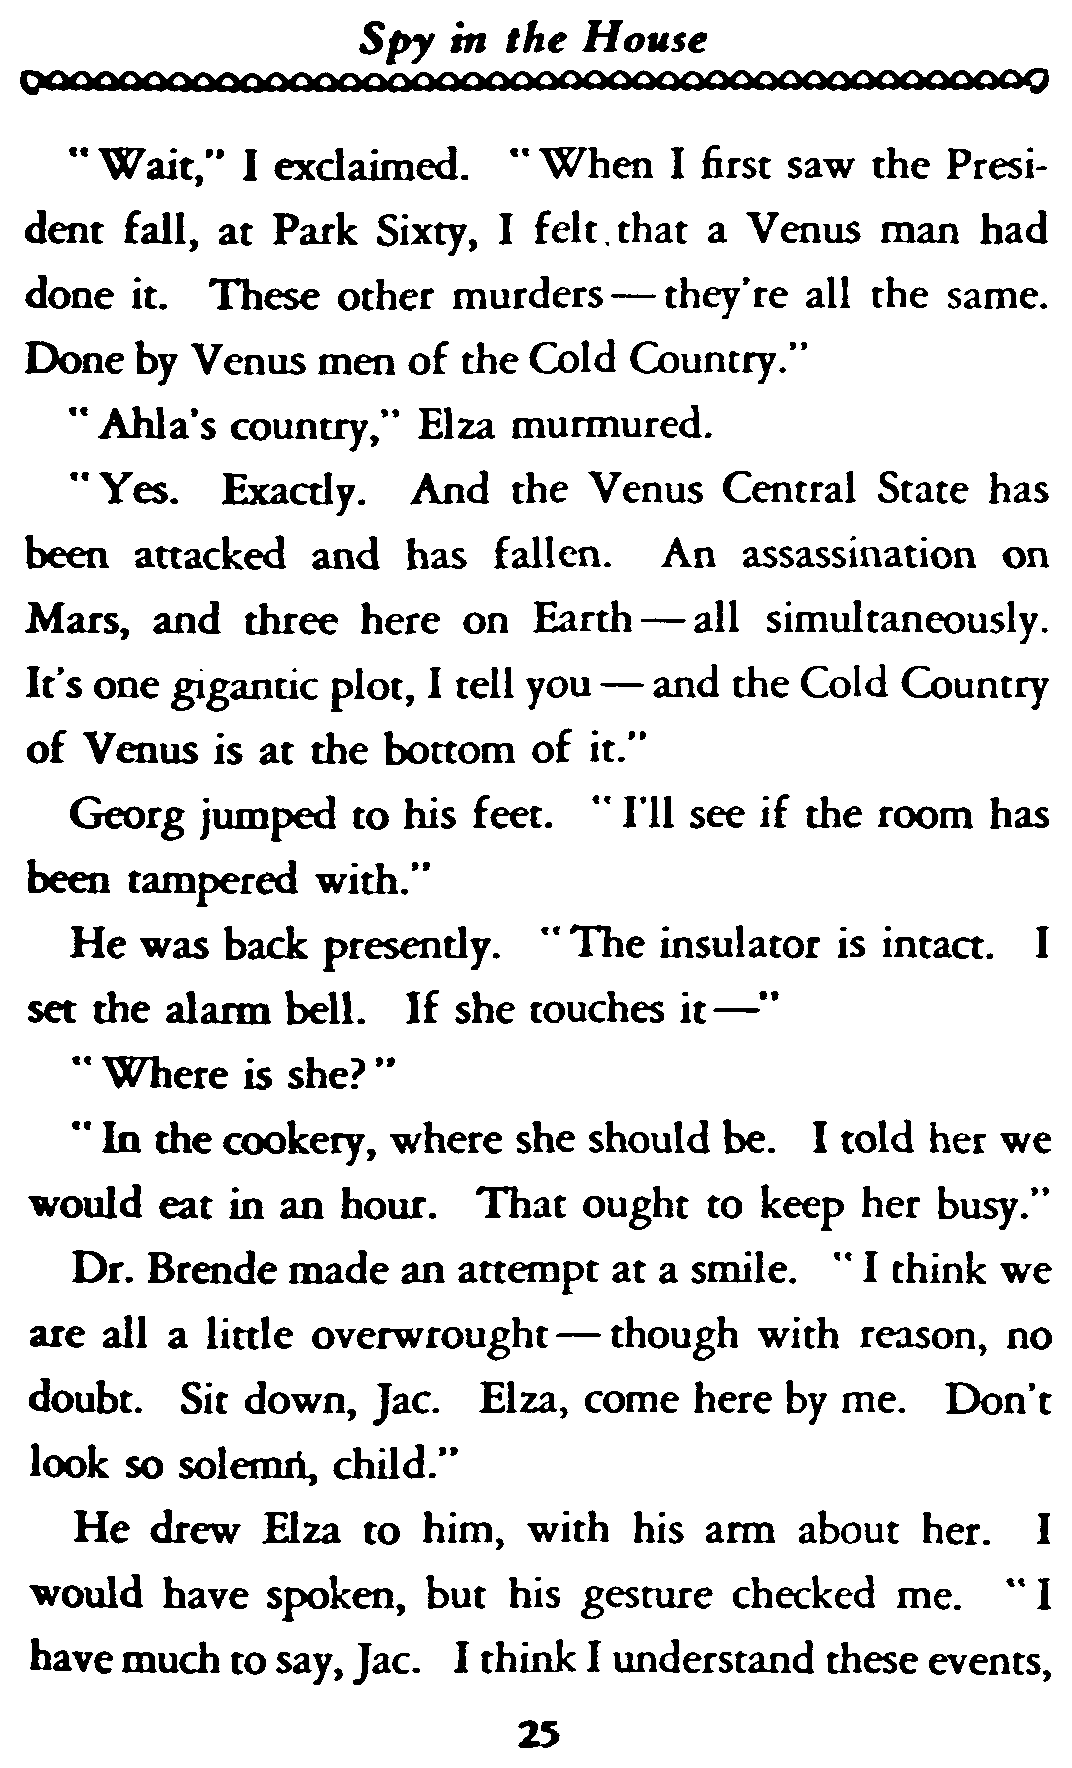 Spy in the House
"Wait," I exclaimed. "When I first saw the Presi-
dent fall, at Park Sixty, I felt that a Venus man had
done it. These other murders — they're all the same.
Done by Venus men of the Cold Country."
"Ahla's country," Elza murmured.
"Yes. Exactly. And the Venus Central State has
been attacked and has fallen. An assassination on
Mars, and three here on Earth — all simultaneously.
It's one gigantic plot, I tell you — and the Cold Country
of Venus is at the bottom of it."
Georg jumped to his feet. "I'll see if the room has
been tampered with."
He was back presently. "The insulator is intact. I
set the alarm bell. If she touches it —"
"Where is she?"
"In the cookery, where she should be. I told her we
would eat in an hour. That ought to keep her busy."
Dr. Brende made an attempt at a smile. "I think we
are all a little overwrought — though with reason, no
doubt. Sit down, Jac. Elza, come here by me. Don't
look so solemn, child."
He drew Elza to him, with his arm about her. I
would have spoken, but his gesture checked me. "I
have much to say, Jac. I think I understand these events,
25